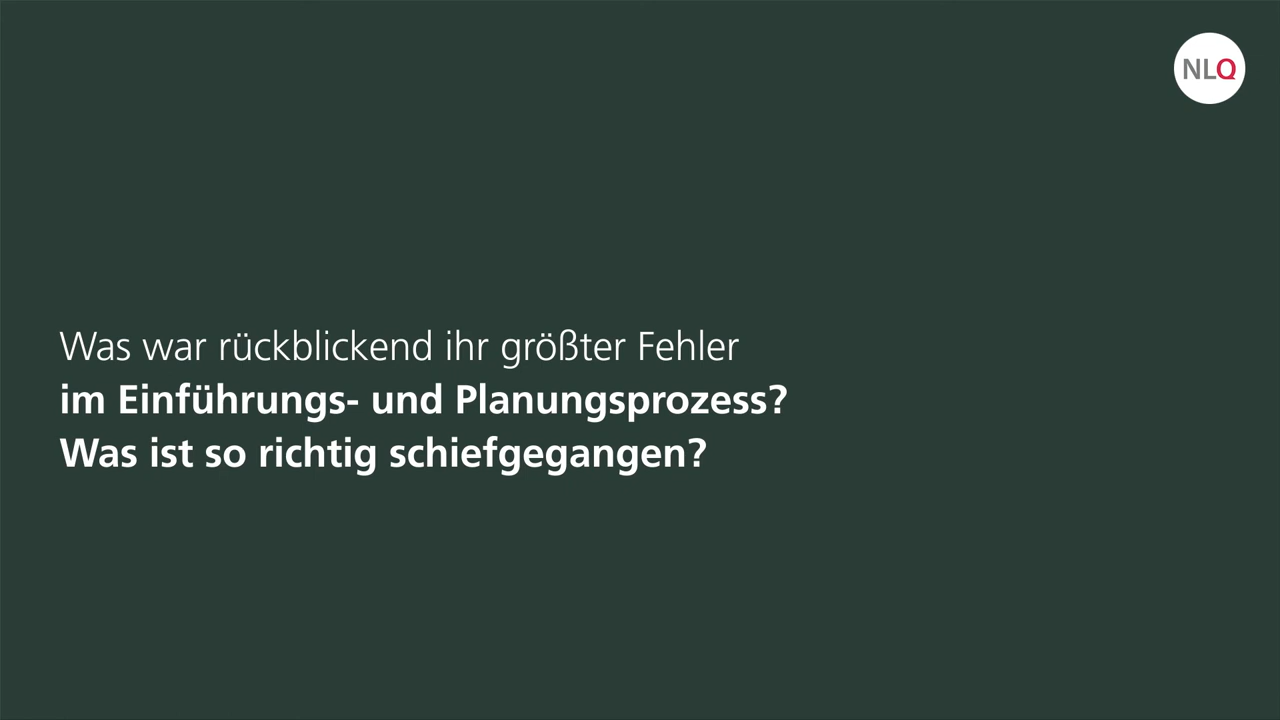 NLQ
Was war rückblickend ihr größter Fehler
im Einführungs- und Planungsprozess?
Was ist so richtig schiefgegangen?